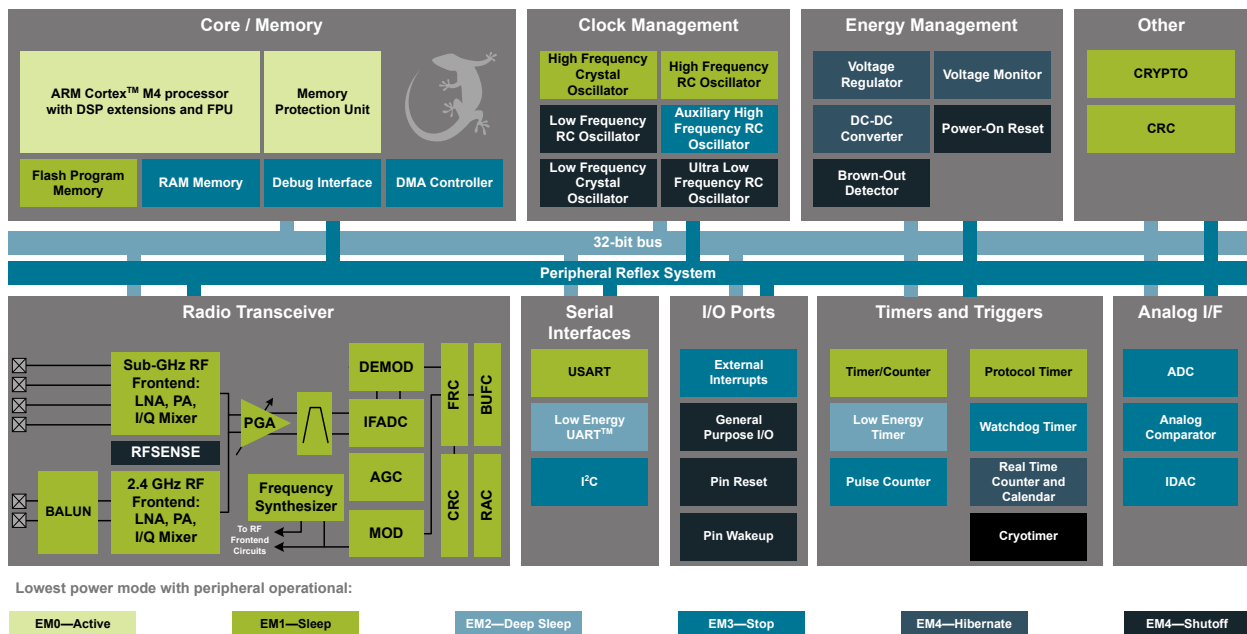 Core / Memory
ARM Cortex™ M4 processor
with DSP extensions and FPU
Memory
Protection Unit
Flash Program
Memory
RAM Memory
Debug Interface
DMA Controller
Clock Management
High Frequency
Crystal
Oscillator
High Frequency
RC Oscillator
Low Frequency
RC Oscillator
Auxiliary High
Frequency RC
Oscillator
Low Frequency
Crystal
Oscillator
Ultra Low
Frequency RC
Oscillator
Energy Management
Voltage
Regulator
Voltage Monitor
DC-DC
Converter
Power-On Reset
Brown-Out
Detector
Other
CRYPTO
CRC
32-bit bus
Peripheral Reflex System
Radio Transceiver
Sub-GHz RF
Frontend:
LNA, PA,
I/Q Mixer
RFSENSE
BALUN
2.4 GHz RF
Frontend:
LNA, PA,
I/Q Mixer
PGA
Frequency
Synthesizer
To RF
Frontend
Circuits
DEMOD
IFADC
AGC
MOD
FRC
BUFC
CRC
RAC
Serial
Interfaces
USART
Low Energy
UART™
I²C
I/O Ports
External
Interrupts
General
Purpose I/O
Pin Reset
Pin Wakeup
Timers and Triggers
Timer/Counter
Protocol Timer
Low Energy
Timer
Watchdog Timer
Pulse Counter
Real Time
Counter and
Calendar
Cryotimer
Analog I/F
ADC
Analog
Comparator
IDAC
Lowest power mode with peripheral operational:
EM0—Active
EM1—Sleep
EM2—Deep Sleep
EM3—Stop
EM4—Hibernate
EM4—Shutoff